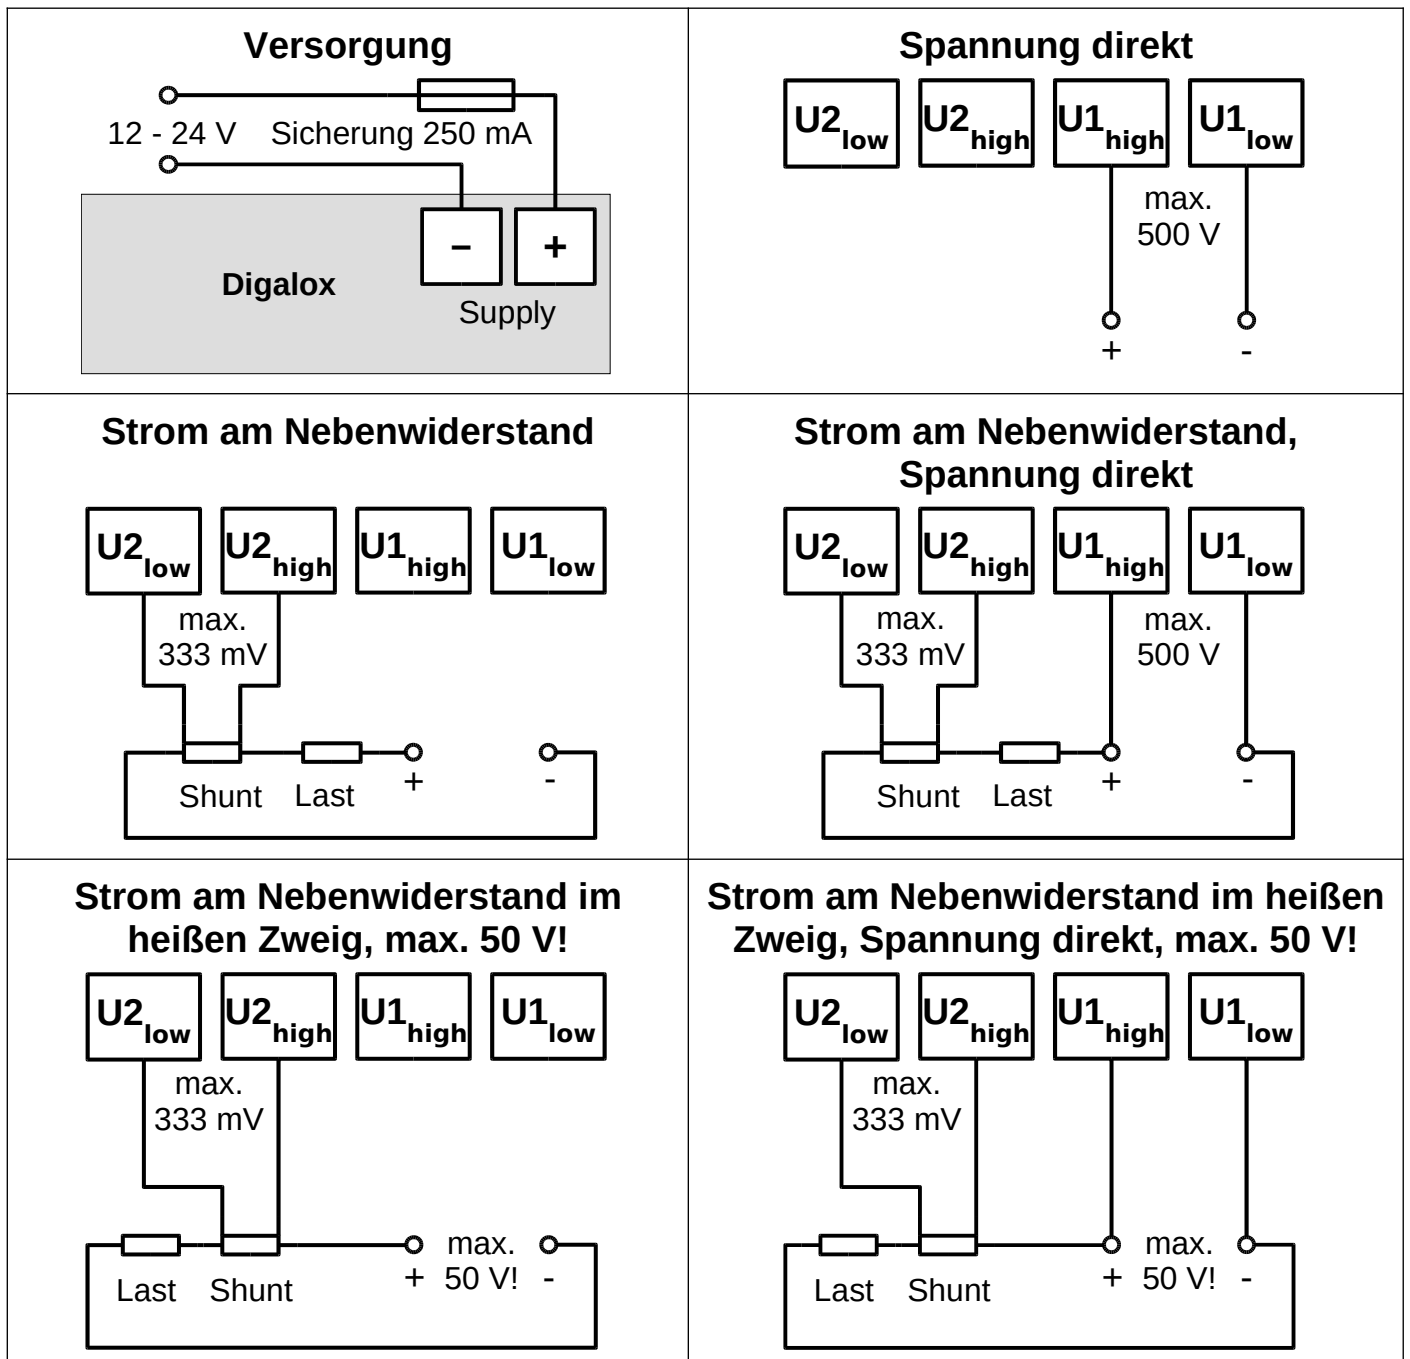 Versorgung
12 - 24 V Sicherung 250 mA
− +
Digalox
Supply
Spannung direkt
U2low U2high U1high U1low
max.
500 V
+ -
Strom am Nebenwiderstand
U2low U2high U1high U1low
max.
333 mV
+ -
Shunt Last
Strom am Nebenwiderstand,
Spannung direkt
U2low U2high U1high U1low
max. max.
333 mV 500 V
+ -
Shunt Last
Strom am Nebenwiderstand im
heißen Zweig, max. 50 V!
U2low U2high U1high U1low
max.
333 mV
max.
+ 50 V! -
Last Shunt
Strom am Nebenwiderstand im heißen
Zweig, Spannung direkt, max. 50 V!
U2low U2high U1high U1low
max.
333 mV
max.
+ 50 V! -
Last Shunt